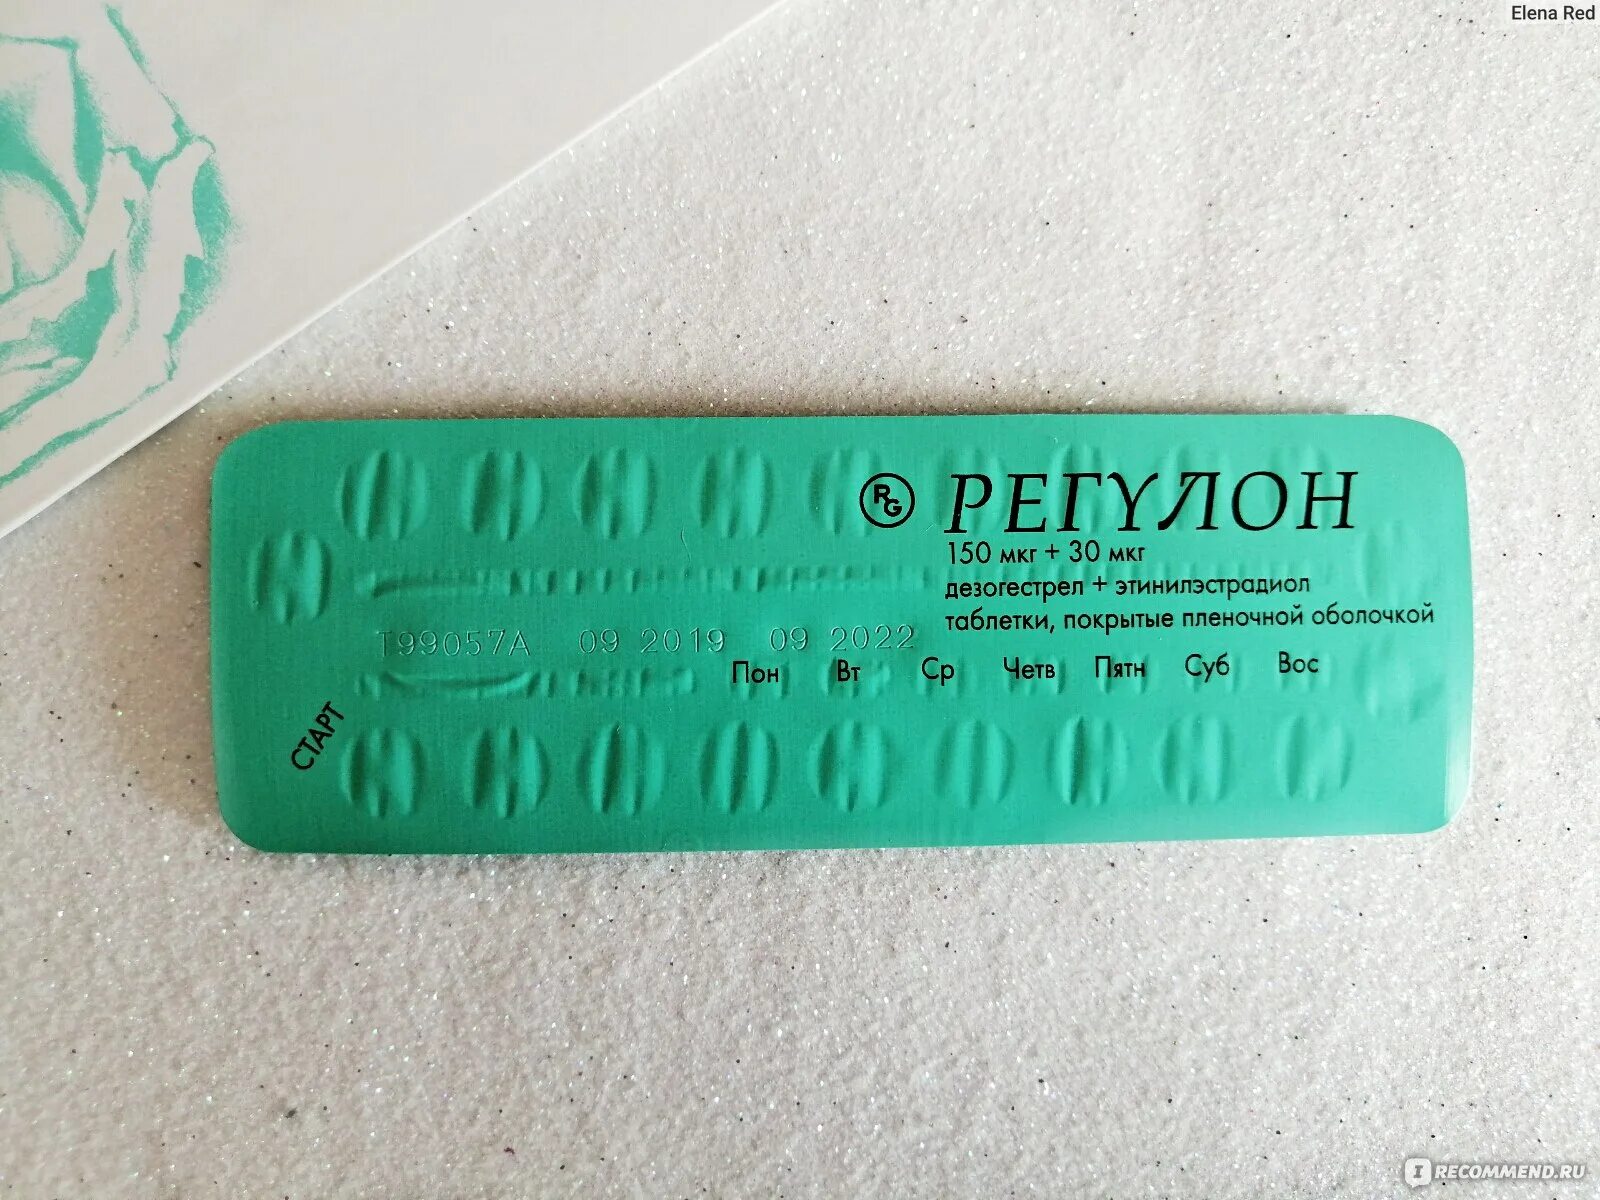 Elena Red
RG РЕГУЛОН
150 мкг + 30 мкг
дезогестрел + этинилэстрадиол
таблетки, покрытые пленочной оболочкой
T99057A 09 2019 09 2022
Пон Вт Ср Четв Пятн Суб Вос
СТАРТ
I RECOMMEND.RU